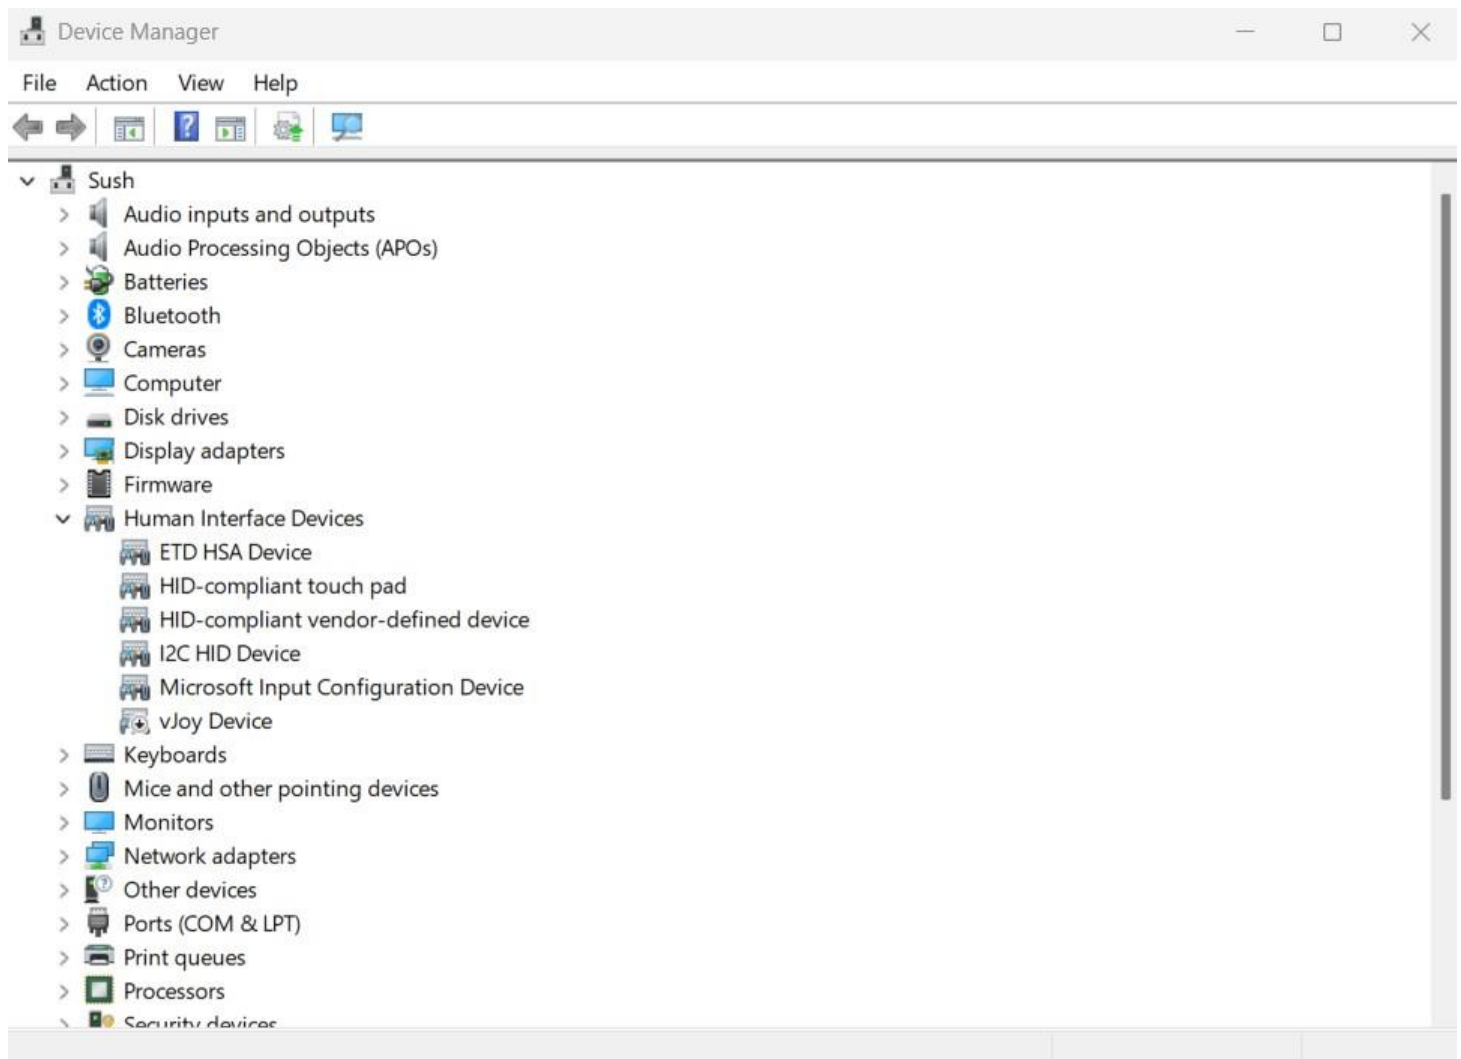 Device Manager
File Action View Help
Sush
Audio inputs and outputs
Audio Processing Objects (APOs)
Batteries
Bluetooth
Cameras
Computer
Disk drives
Display adapters
Firmware
Human Interface Devices
ETD HSA Device
HID-compliant touch pad
HID-compliant vendor-defined device
I2C HID Device
Microsoft Input Configuration Device
vJoy Device
Keyboards
Mice and other pointing devices
Monitors
Network adapters
Other devices
Ports (COM & LPT)
Print queues
Processors
Security devices